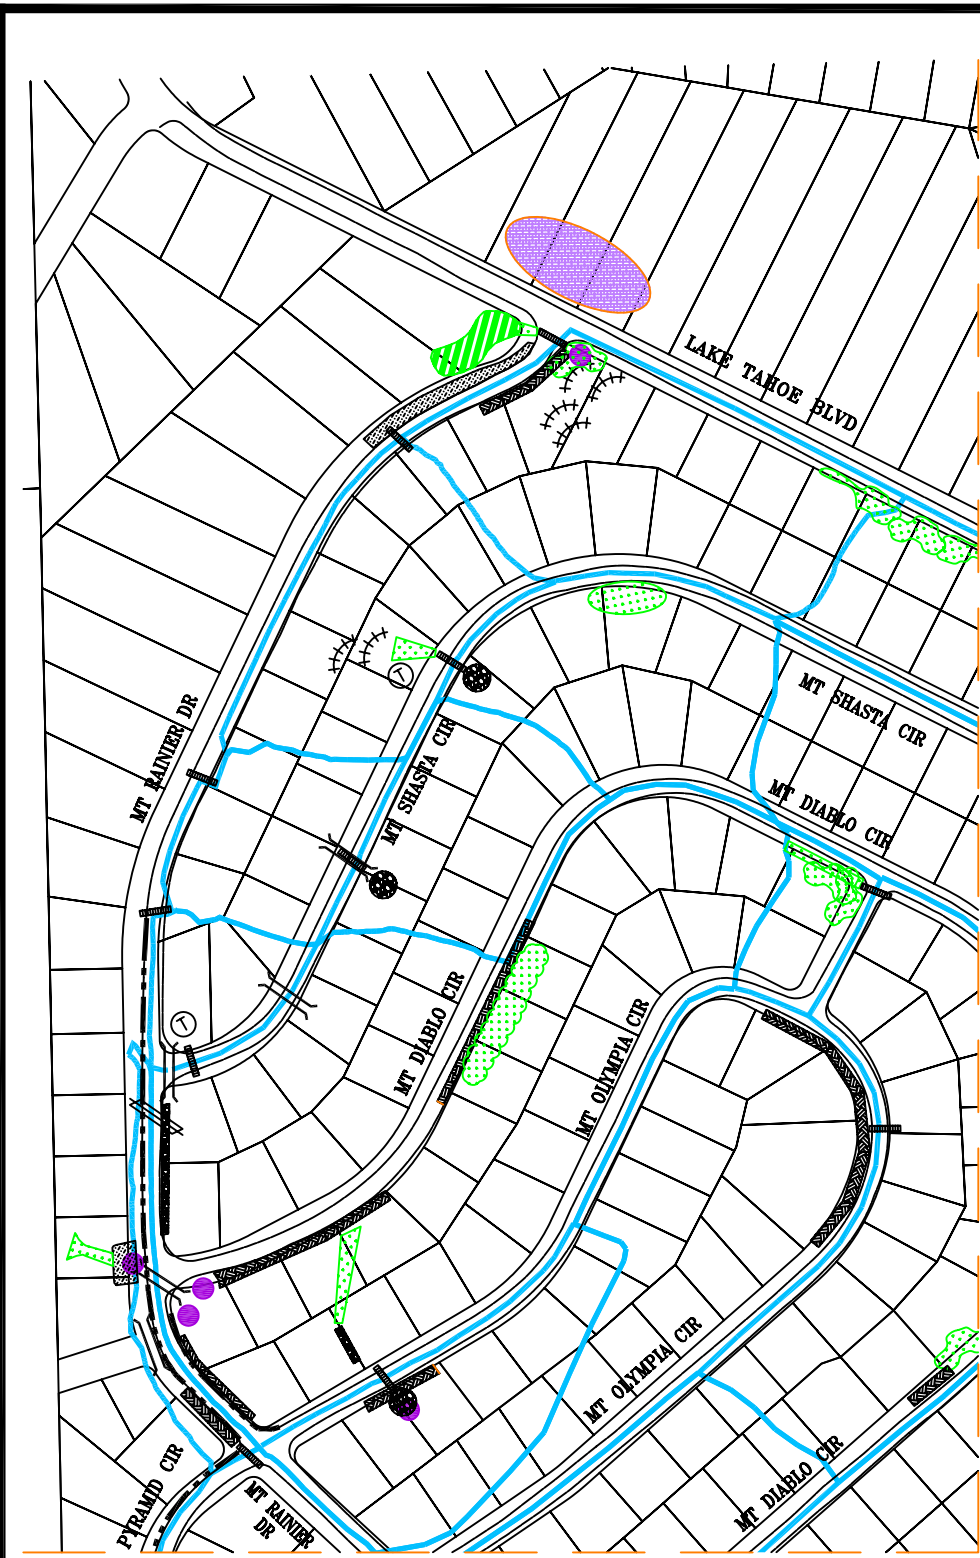 LAKE TAHOE BLVD
MT SHASTA CIR
MT RAINIER DR
MT SHASTA CIR
MT DIABLO CIR
MT DIABLO CIR
MT OLYMPIA CIR
T
T
MT OLYMPIA CIR
MT DIABLO CIR
PYRAMID CIR
MT RAINIER
DR